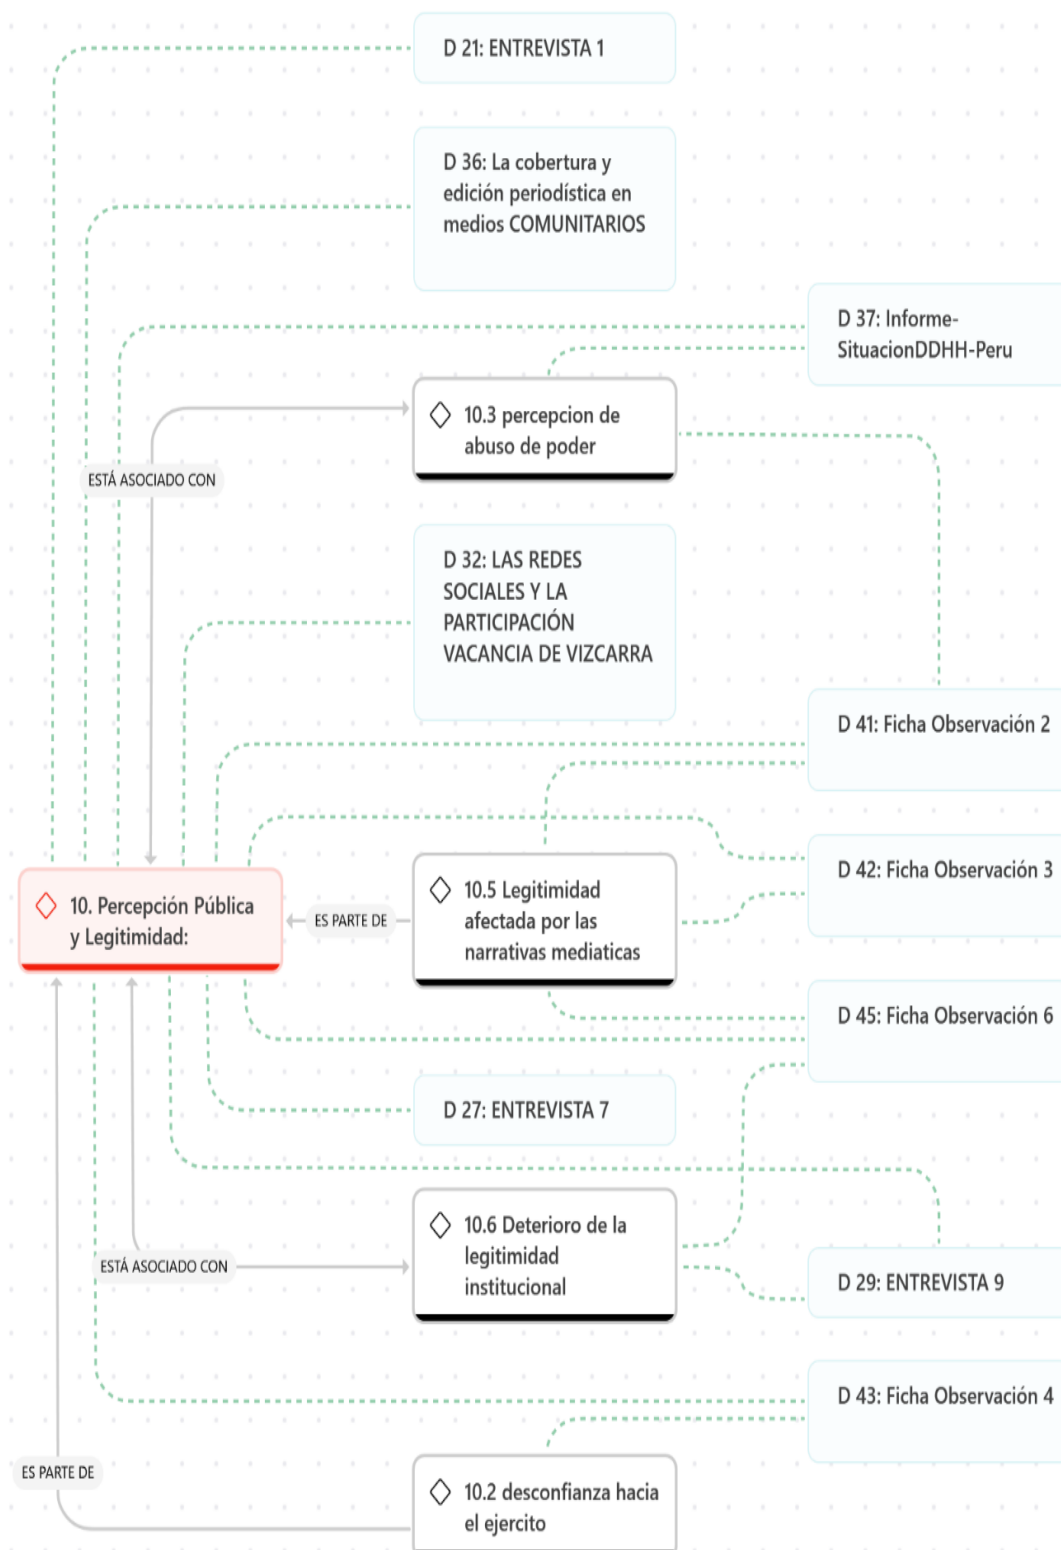 D 21: ENTREVISTA 1
D 36: La cobertura y
edición periodística en
medios COMUNITARIOS
D 37: Informe-
SituacionDDHH-Peru
10.3 percepcion de
abuso de poder
ESTÁ ASOCIADO CON
D 32: LAS REDES
SOCIALES Y LA
PARTICIPACIÓN
VACANCIA DE VIZCARRA
D 41: Ficha Observación 2
D 42: Ficha Observación 3
10. Percepción Pública
y Legitimidad:
ES PARTE DE
10.5 Legitimidad
afectada por las
narrativas mediaticas
D 45: Ficha Observación 6
D 27: ENTREVISTA 7
10.6 Deterioro de la
legitimidad
institucional
ESTÁ ASOCIADO CON
D 29: ENTREVISTA 9
D 43: Ficha Observación 4
ES PARTE DE
10.2 desconfianza hacia
el ejercito